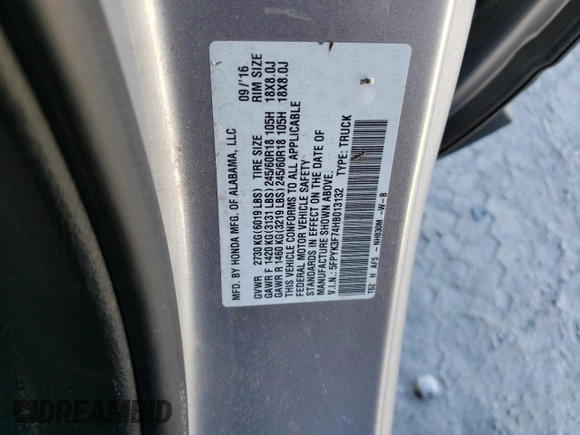 MFD. BY HONDA MFG. OF ALABAMA, LLC 09/'16
GVWR 2730 KG(6019 LBS) TIRE SIZE RIM SIZE
GAWR F 1420 KG(3131 LBS) 245/60R18 105H 18X8.0J
GAWR R 1460 KG(3219 LBS) 245/60R18 105H 18X8.0J
THIS VEHICLE CONFORMS TO ALL APPLICABLE
FEDERAL MOTOR VEHICLE SAFETY
STANDARDS IN EFFECT ON THE DATE OF
MANUFACTURE SHOWN ABOVE.
V.I.N.: 5FPYK3F74HB013132 TYPE: TRUCK
T6Z H AF5 -NH830M -W-B
DREAMBID